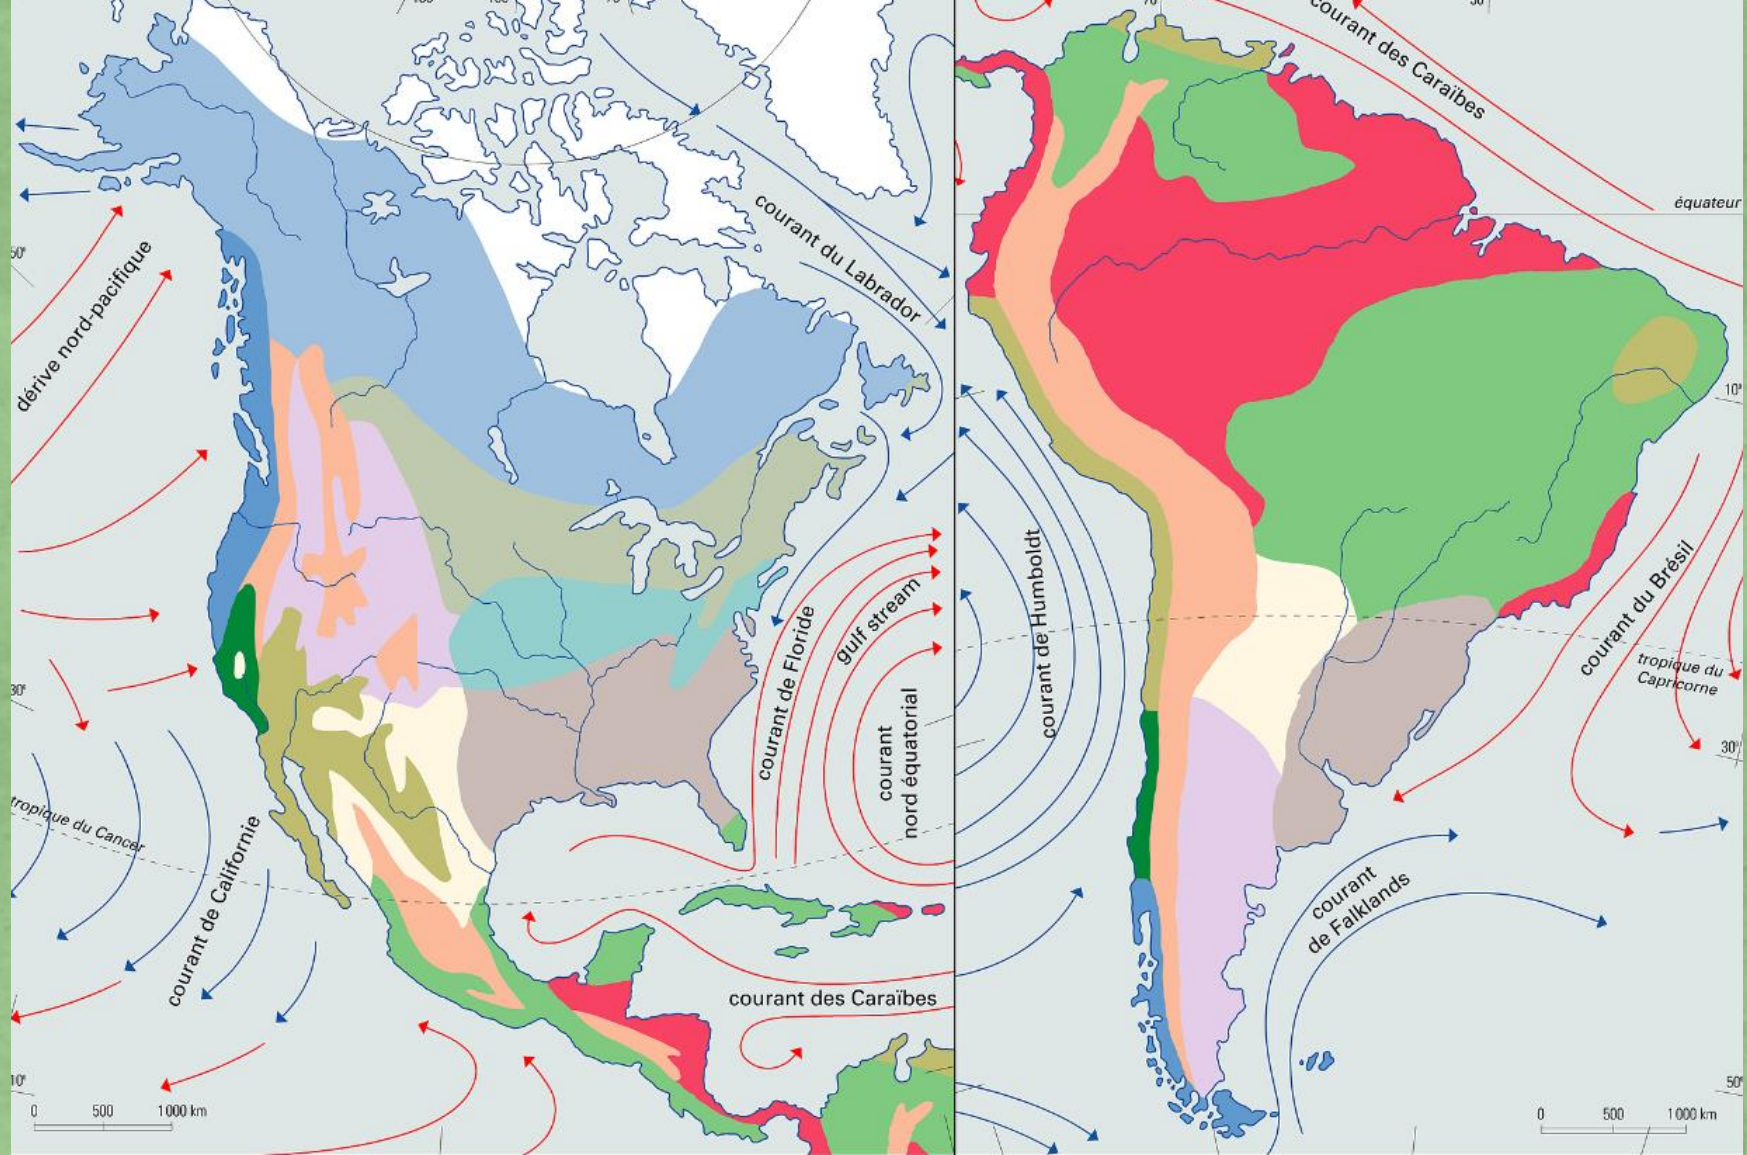 dérive nord-pacifique
50°
courant du Labrador
courant de Floride
gulf stream
courant
nord équatorial
30°
tropique du Cancer
courant de Californie
courant des Caraïbes
10°
0 500 1000 km
courant des Caraïbes
équateur
10°
courant de Humboldt
courant du Brésil
tropique du
Capricorne
30°
courant
de Falklands
50°
0 500 1000 km